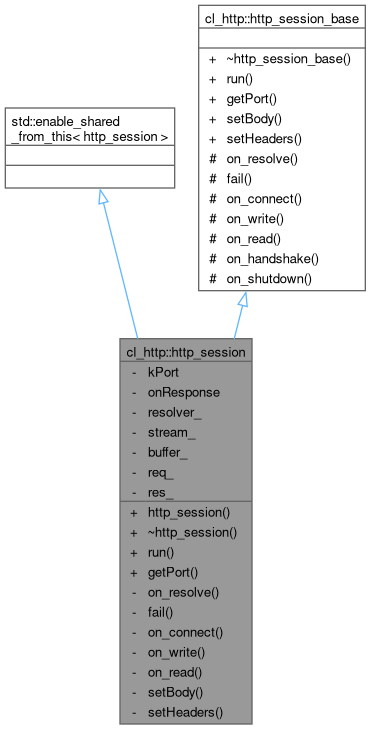 cl_http::http_session_base
+ ~http_session_base()
+ run()
+ getPort()
+ setBody()
+ setHeaders()
# on_resolve()
# fail()
# on_connect()
# on_write()
# on_read()
# on_handshake()
# on_shutdown()
std::enable_shared
_from_this< http_session >
cl_http::http_session
- kPort
- onResponse
- resolver_
- stream_
- buffer_
- req_
- res_
+ http_session()
+ ~http_session()
+ run()
+ getPort()
- on_resolve()
- fail()
- on_connect()
- on_write()
- on_read()
- setBody()
- setHeaders()